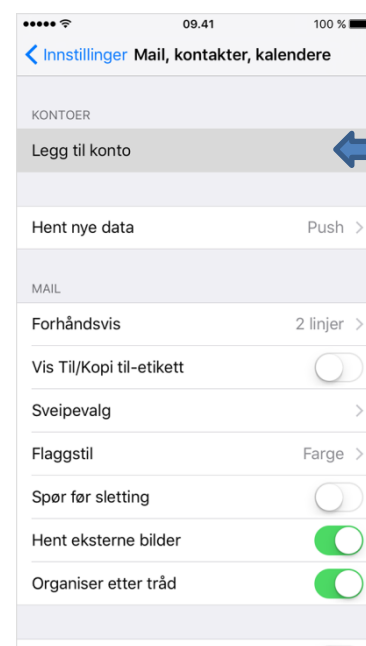 09.41 100 %
Innstillinger Mail, kontakter, kalendere
KONTOER
Legg til konto
Hent nye data Push
MAIL
Forhåndsvis 2 linjer
Vis Til/Kopi til-etikett
Sveipevalg
Flaggstil Farge
Spør før sletting
Hent eksterne bilder
Organiser etter tråd